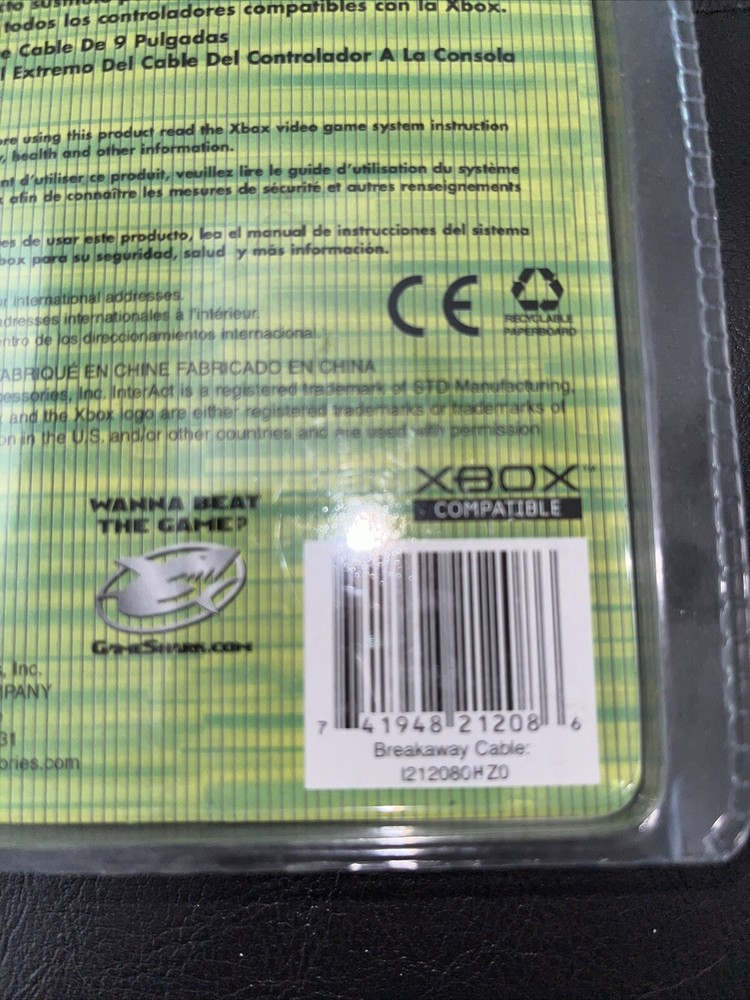 todos los controladores compatibles con la Xbox.
Cable De 9 Pulgadas
Extremo Del Cable Del Controlador A La Consola
using this product read the Xbox video game system instruction
health and other information.
d'utiliser ce produit, veuillez lire le guide d'utilisation du système
afin de connaître les mesures de sécurité et autres renseignements
de usar este producto, lea el manual de instrucciones del sistema
para su seguridad, salud y más información.
CE
RECYCLABLE
PAPERBOARD
international addresses.
internationales à l'intérieur.
de los direccionamientos internacional.
EN CHINE FABRICADO EN CHINA
Inc. InterAct is a registered trademark of STD Manufacturing,
and the Xbox logo are either registered trademarks or trademarks of
in the U.S. and/or other countries and are used with permission
XBOX™
COMPATIBLE
WANNA BEAT
THE GAME?
GameShark.com
Inc.
7 41948 21208 6
Breakaway Cable:
I212080HZ0